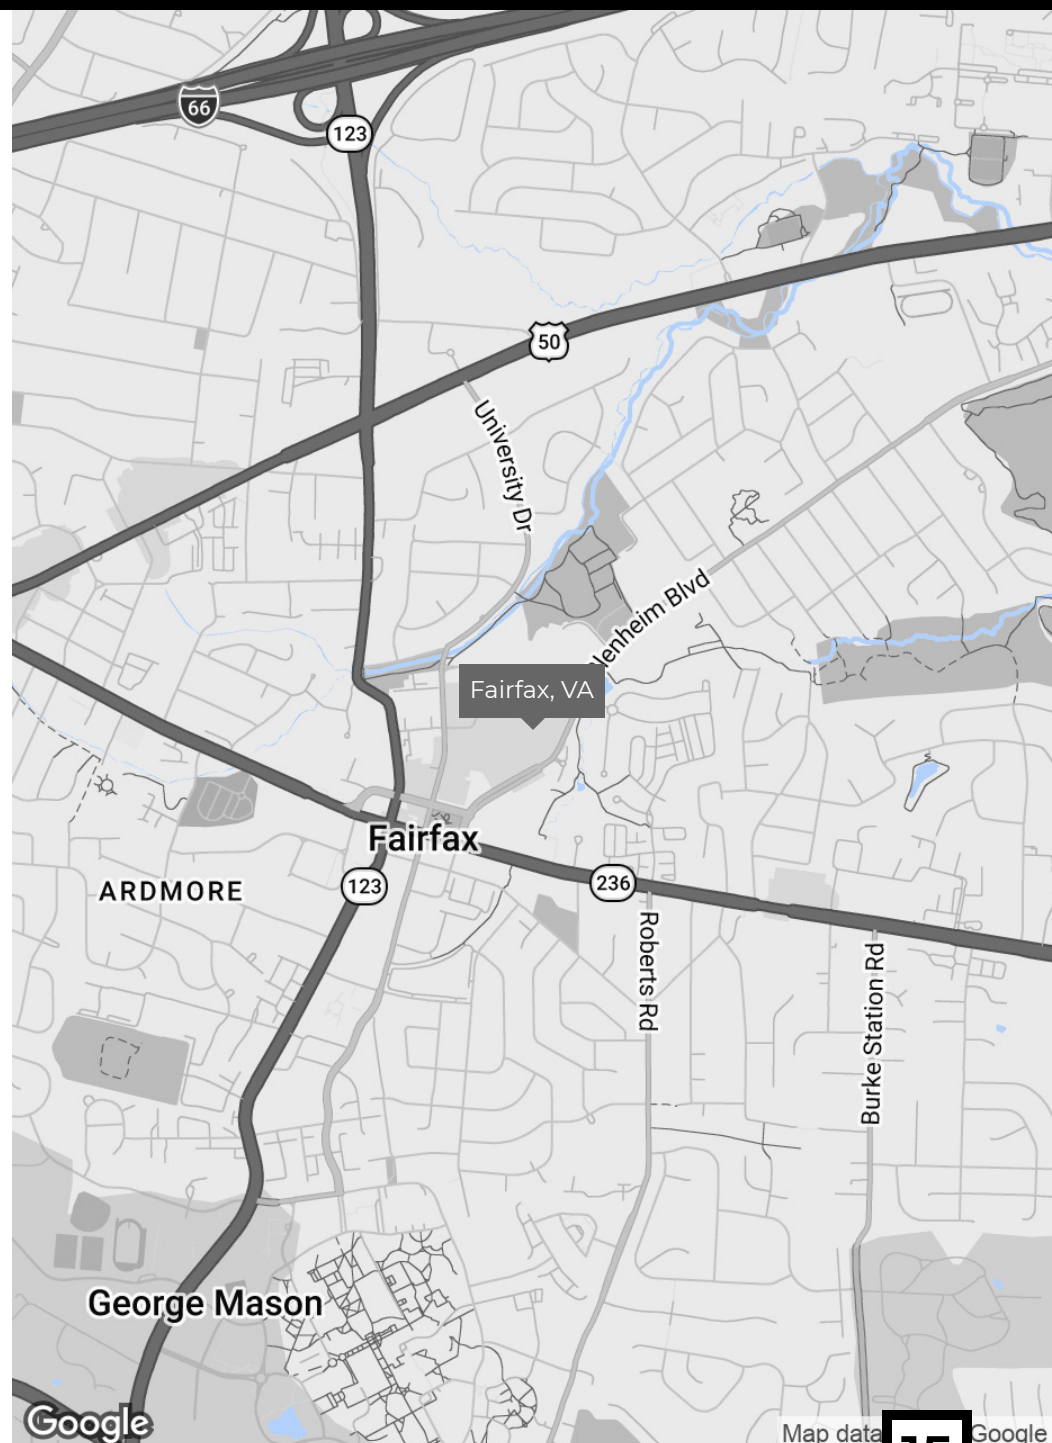 66
123
50
University Dr
lenheim Blvd
Fairfax, VA
Fairfax
123
236
ARDMORE
Roberts Rd
Burke Station Rd
George Mason
Google
Map data
Google